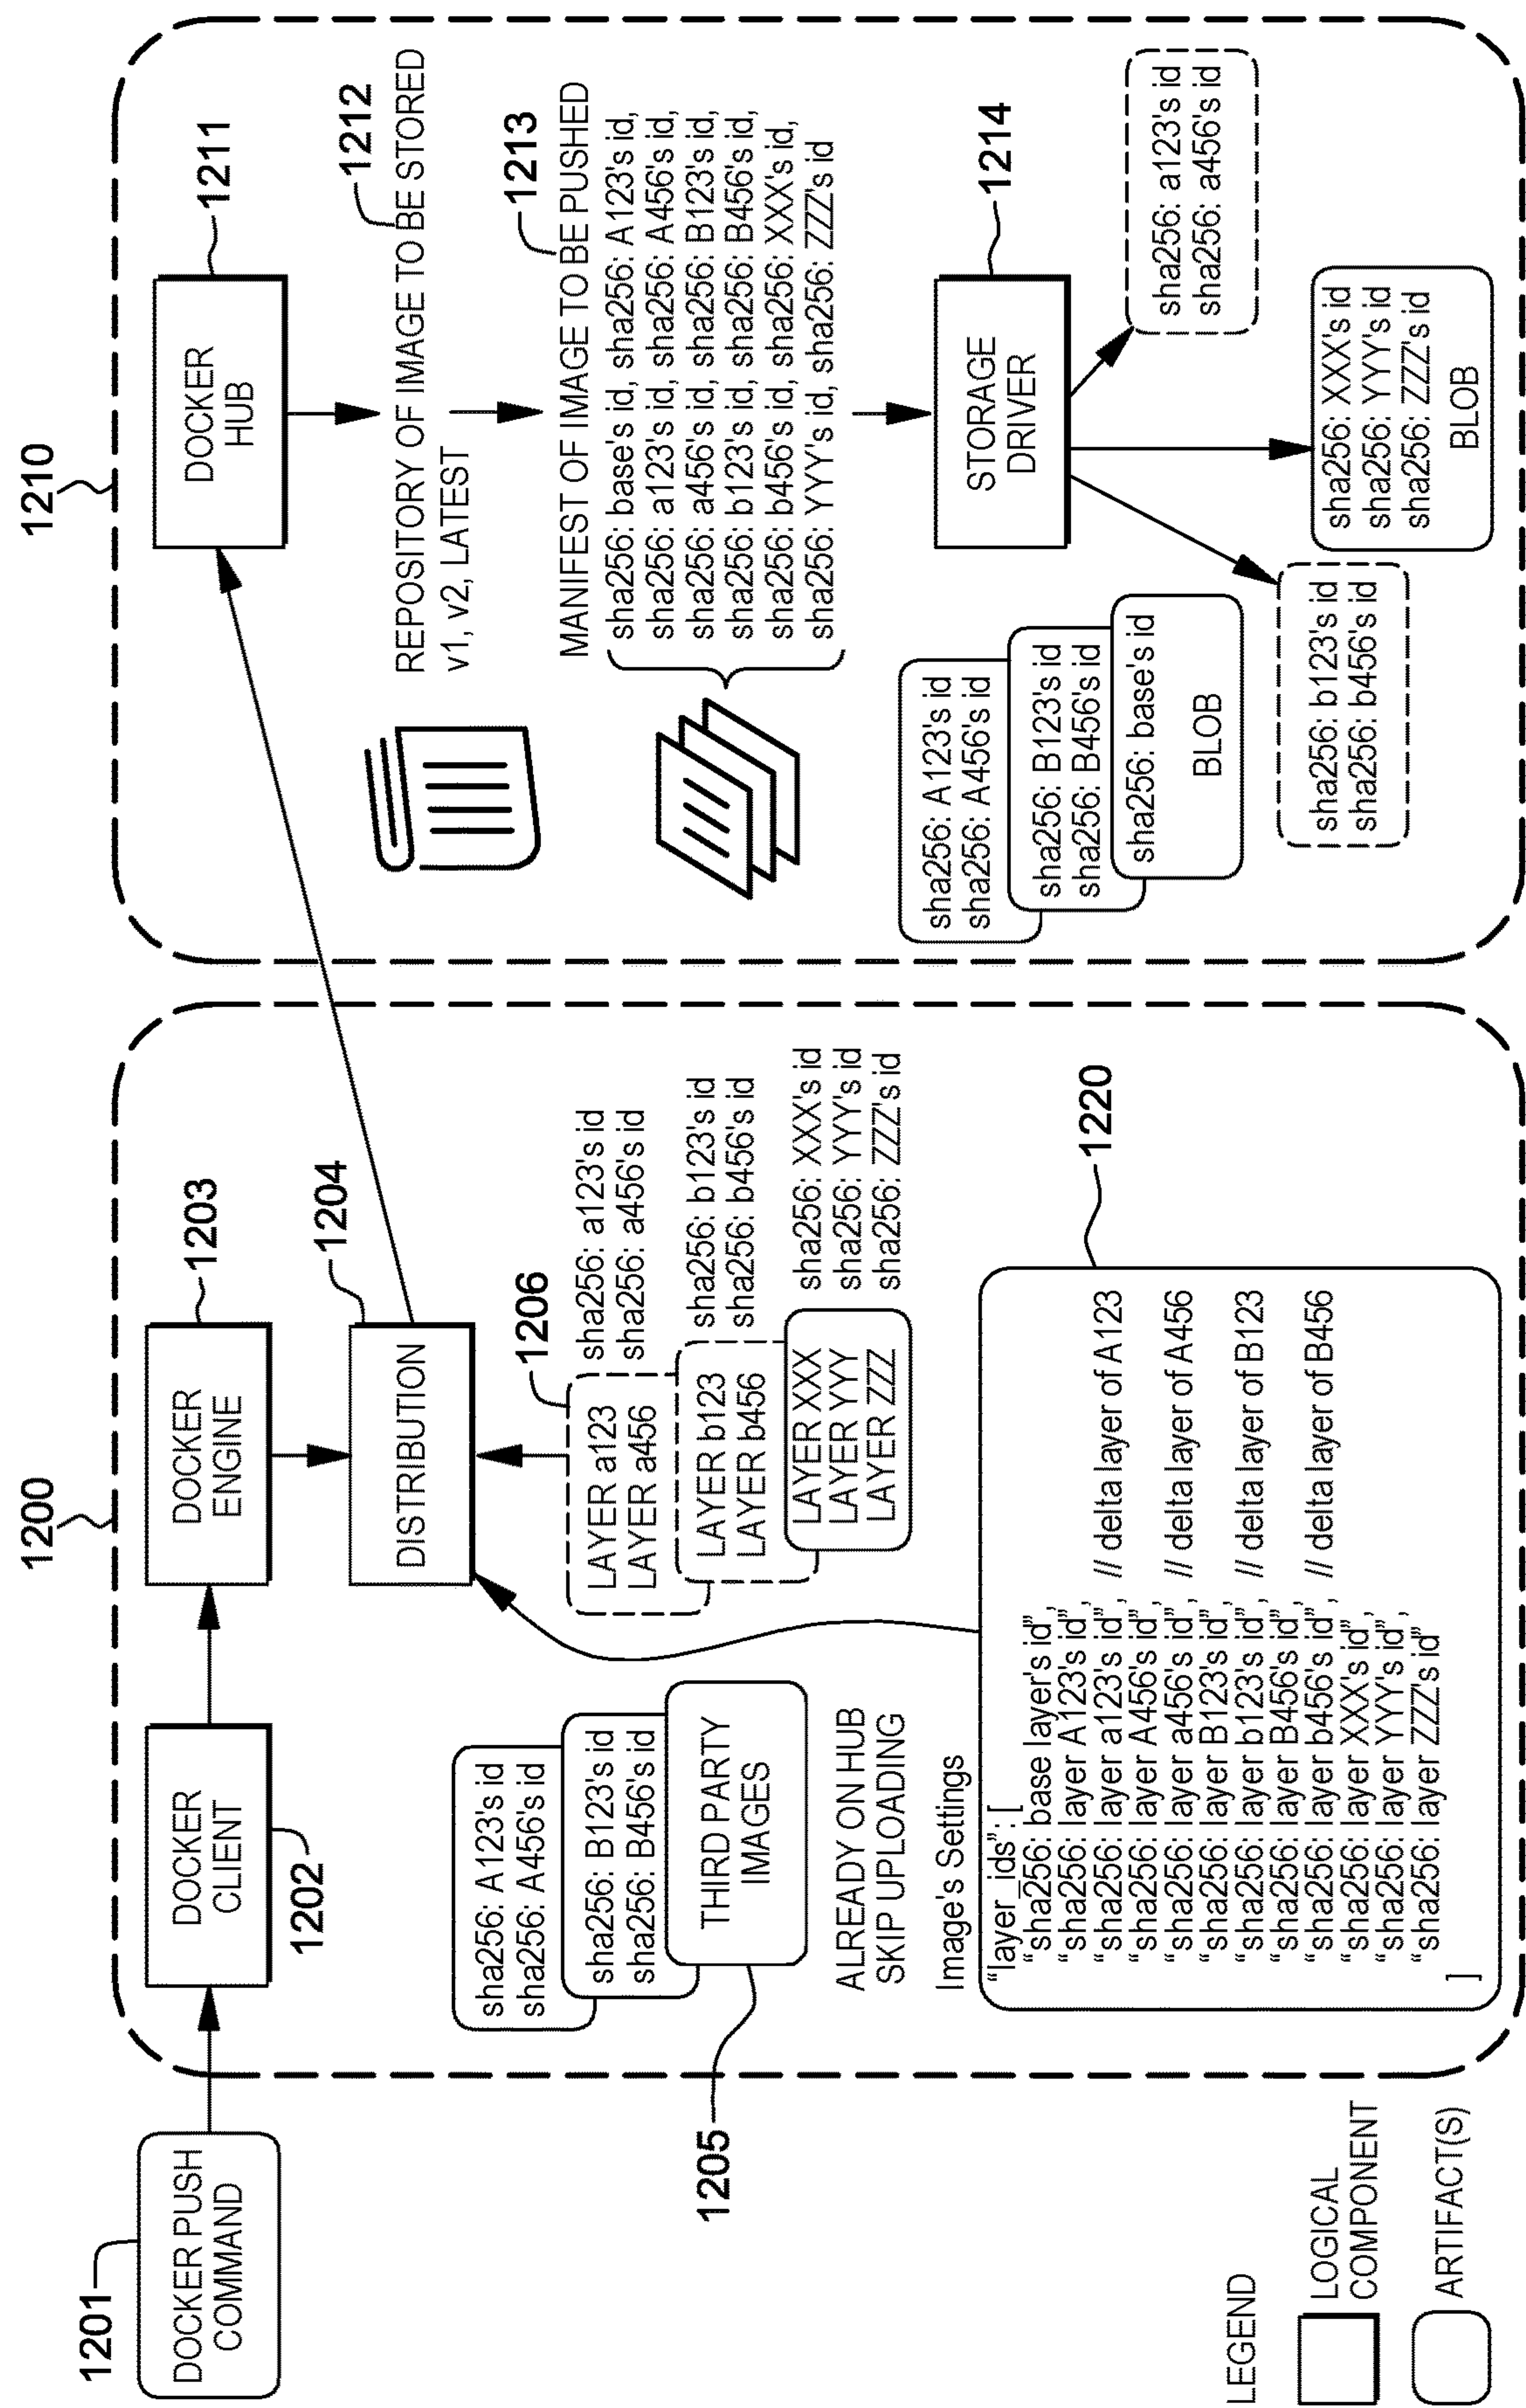 1201
DOCKER PUSH
COMMAND
1200
DOCKER
CLIENT
1202
DOCKER
ENGINE
1203
DISTRIBUTION
1204
sha256: A123's id
sha256: A456's id
sha256: B123's id
sha256: B456's id
THIRD PARTY
IMAGES
1205
ALREADY ON HUB
SKIP UPLOADING
1206
LAYER a123
LAYER a456
sha256: a123's id
sha256: a456's id
LAYER b123
LAYER b456
sha256: b123's id
sha256: b456's id
LAYER XXX
LAYER YYY
LAYER ZZZ
sha256: XXX's id
sha256: YYY's id
sha256: ZZZ's id
Image's Settings
1220
“layer_ids”: [
“sha256: base layer's id”,
“sha256: layer A123's id”,
“sha256: layer a123's id”, // delta layer of A123
“sha256: layer A456's id”,
“sha256: layer a456's id”, // delta layer of A456
“sha256: layer B123's id”,
“sha256: layer b123's id”, // delta layer of B123
“sha256: layer B456's id”,
“sha256: layer b456's id”, // delta layer of B456
“sha256: layer XXX's id”,
“sha256: layer YYY's id”,
“sha256: layer ZZZ's id”
]
1210
DOCKER
HUB
1211
1212
REPOSITORY OF IMAGE TO BE STORED
v1, v2, LATEST
1213
MANIFEST OF IMAGE TO BE PUSHED
sha256: base's id, sha256: A123's id,
sha256: a123's id, sha256: A456's id,
sha256: a456's id, sha256: B123's id,
sha256: b123's id, sha256: B456's id,
sha256: b456's id, sha256: XXX's id,
sha256: YYY's id, sha256: ZZZ's id
STORAGE
DRIVER
1214
sha256: A123's id
sha256: A456's id
sha256: B123's id
sha256: B456's id
sha256: base's id
BLOB
sha256: b123's id
sha256: b456's id
sha256: XXX's id
sha256: YYY's id
sha256: ZZZ's id
BLOB
sha256: a123's id
sha256: a456's id
LEGEND
LOGICAL
COMPONENT
ARTIFACT(S)